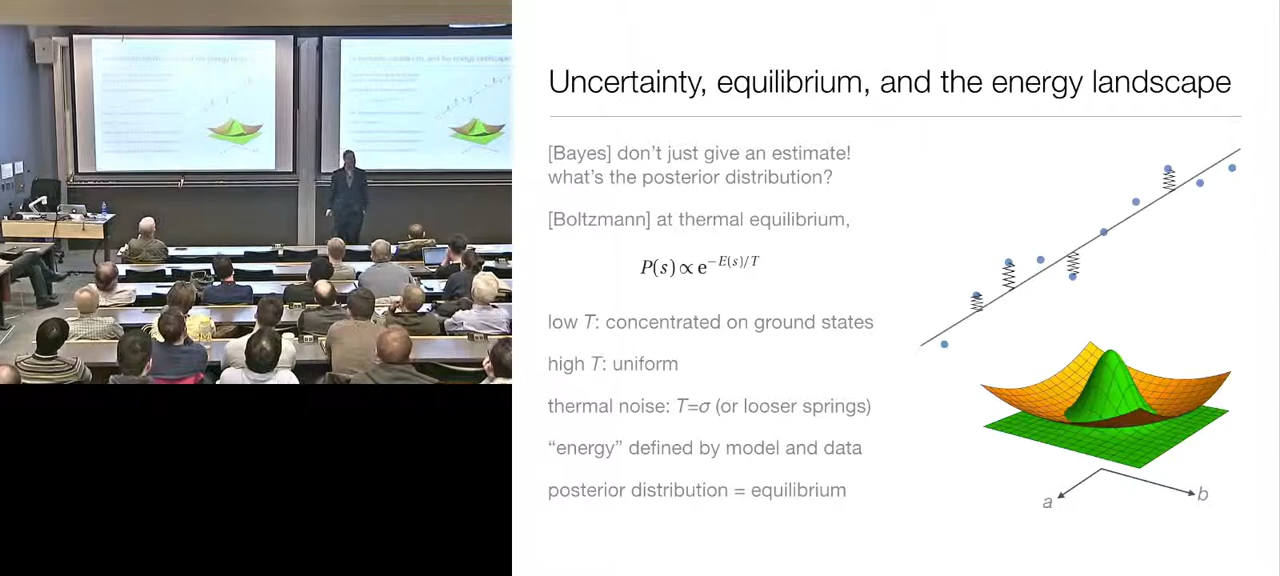 Uncertainty, equilibrium, and the energy landscape
[Bayes] don't just give an estimate!
what's the posterior distribution?
[Boltzmann] at thermal equilibrium,
P(s) ∝ e^{−E(s)/T}
low T: concentrated on ground states
high T: uniform
thermal noise: T=σ (or looser springs)
“energy” defined by model and data
posterior distribution = equilibrium
a
b